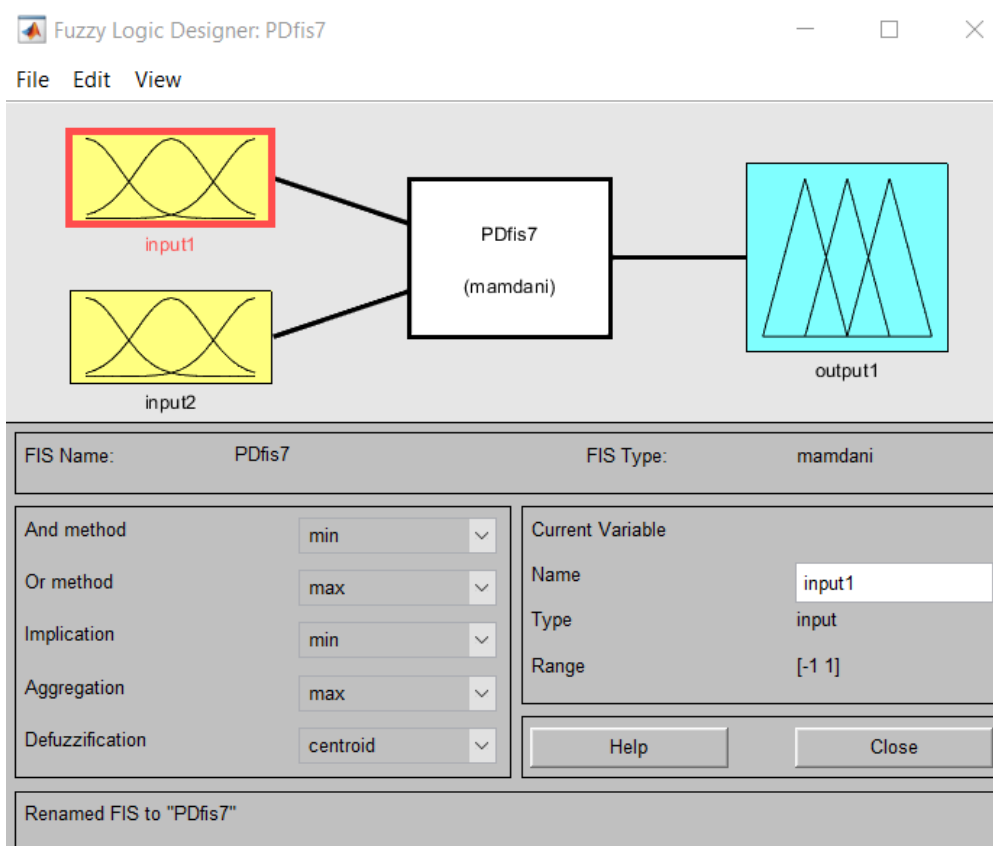 Fuzzy Logic Designer: PDfis7
File Edit View
input1
input2
PDfis7
(mamdani)
output1
FIS Name: PDfis7 FIS Type: mamdani
And method min
Or method max
Implication min
Aggregation max
Defuzzification centroid
Current Variable
Name input1
Type input
Range [-1 1]
Help Close
Renamed FIS to "PDfis7"